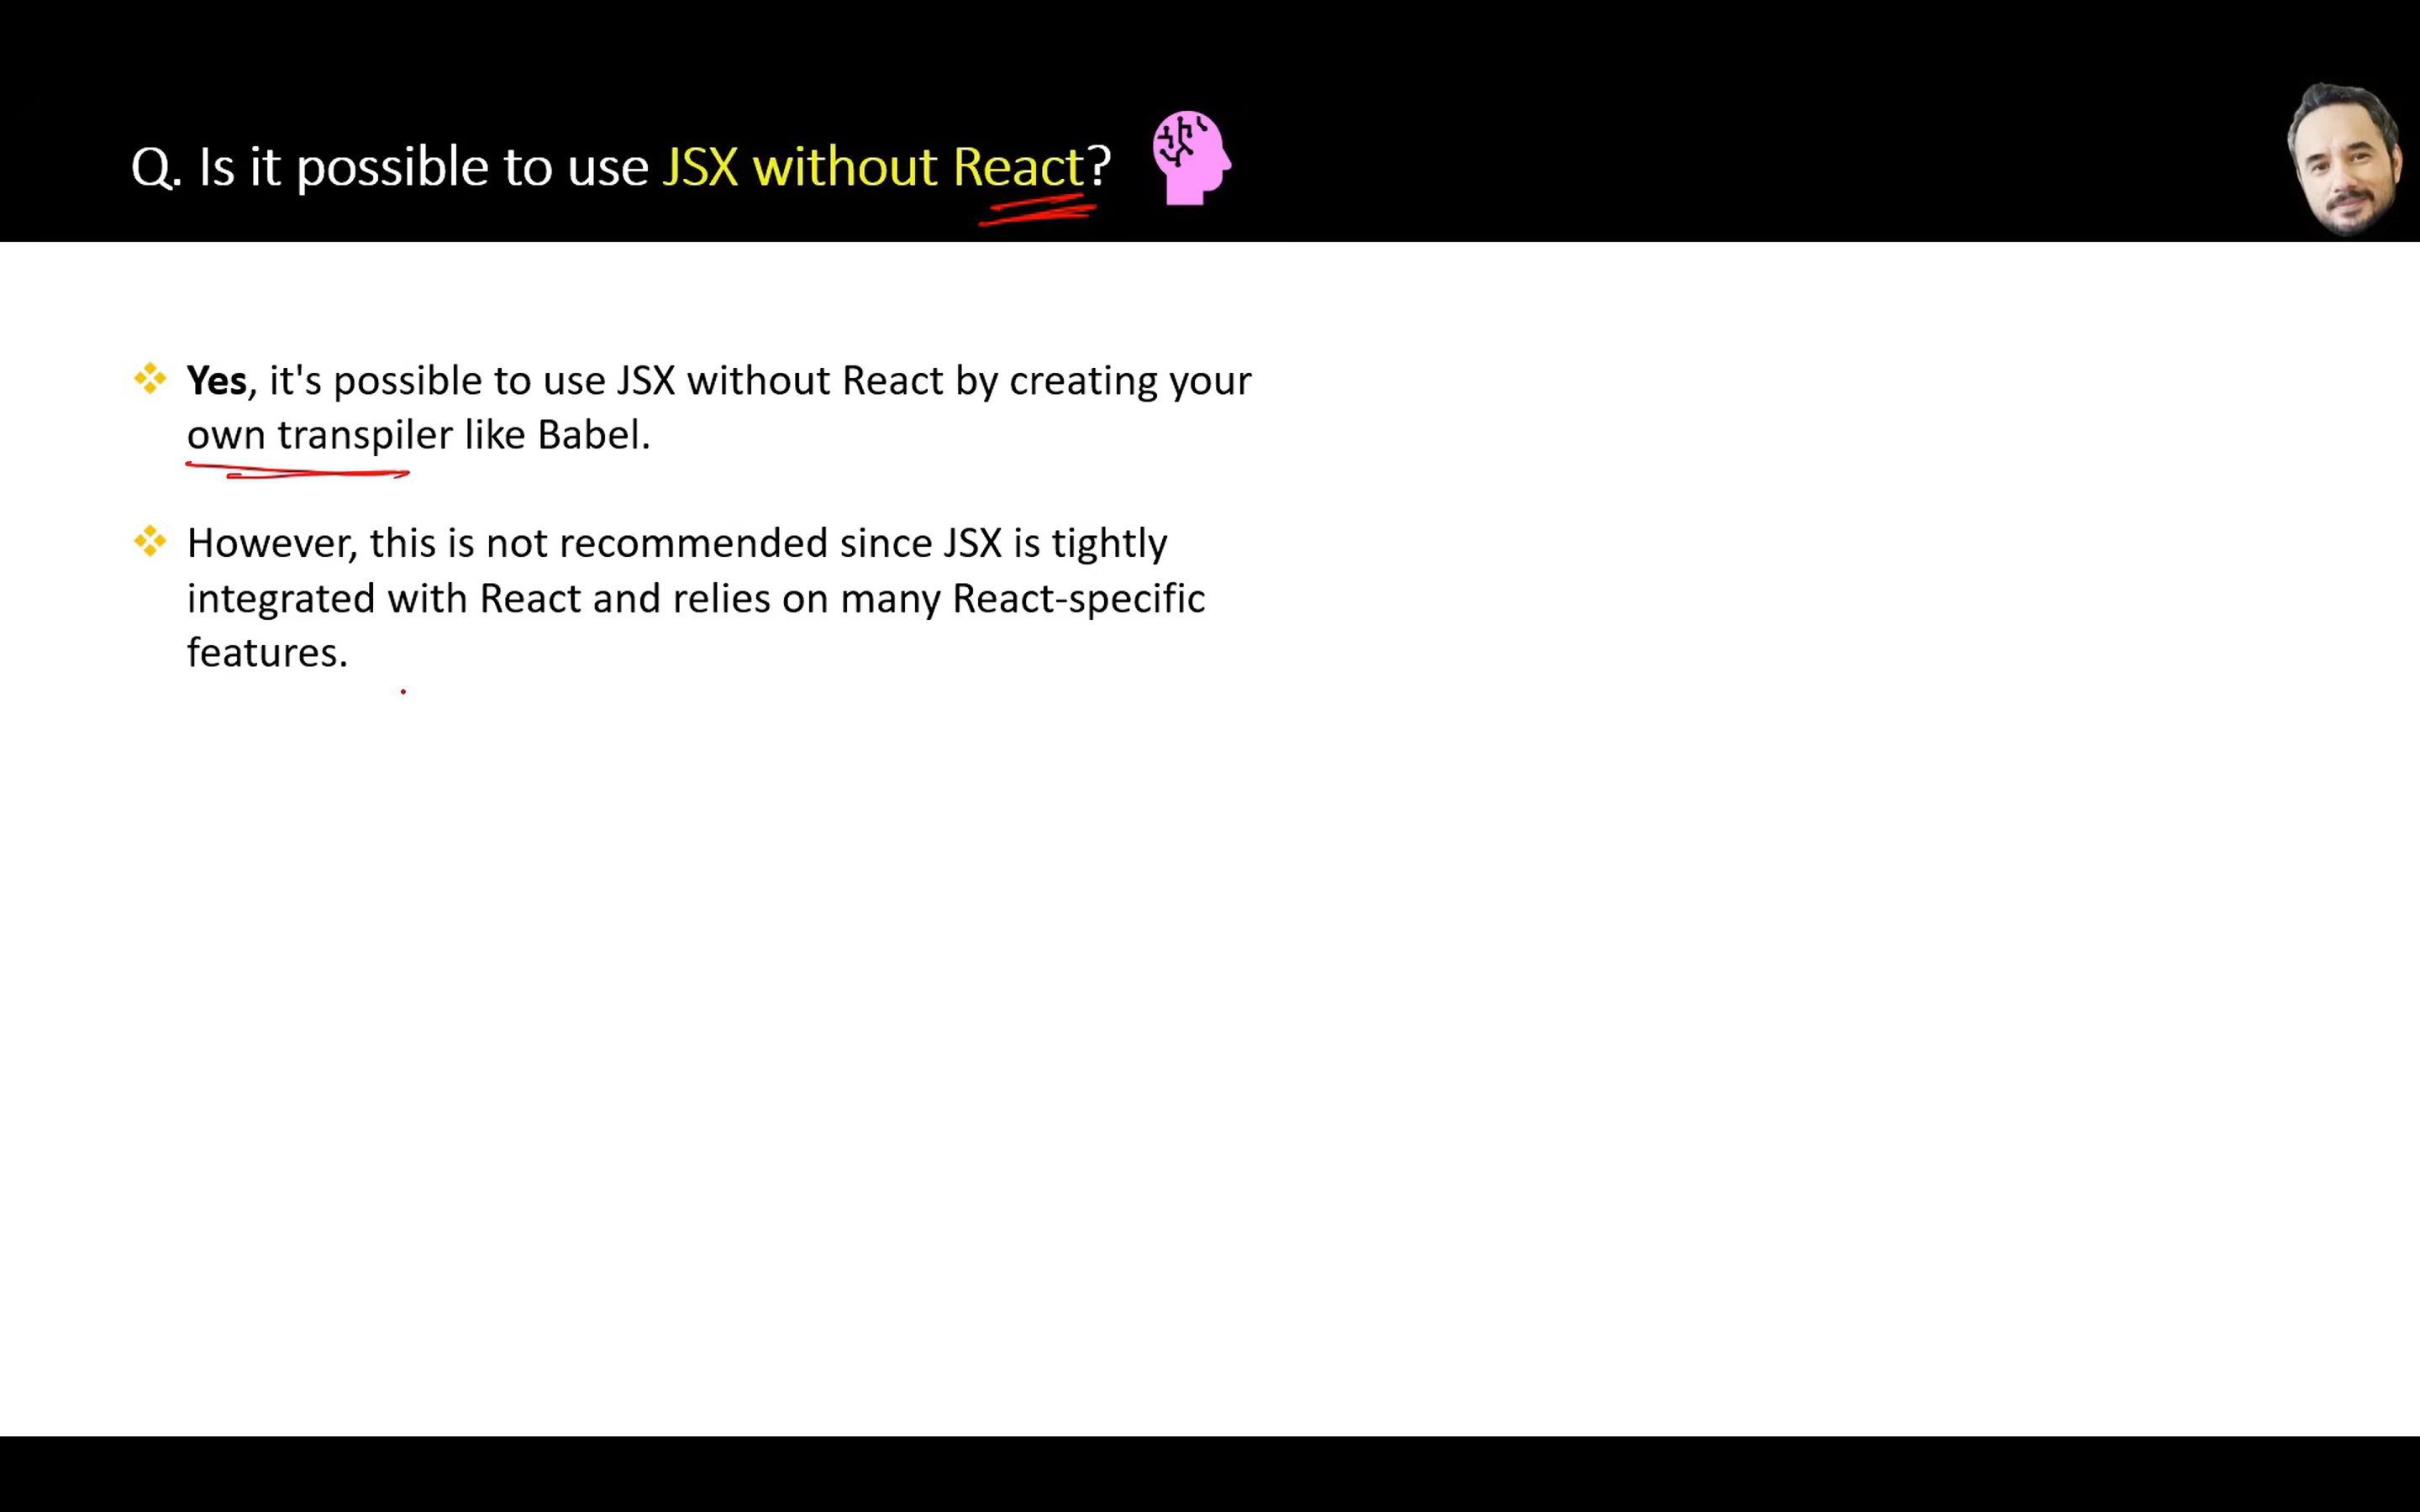 Q. Is it possible to use JSX without React?
Yes, it's possible to use JSX without React by creating your
own transpiler like Babel.
However, this is not recommended since JSX is tightly
integrated with React and relies on many React-specific
features.